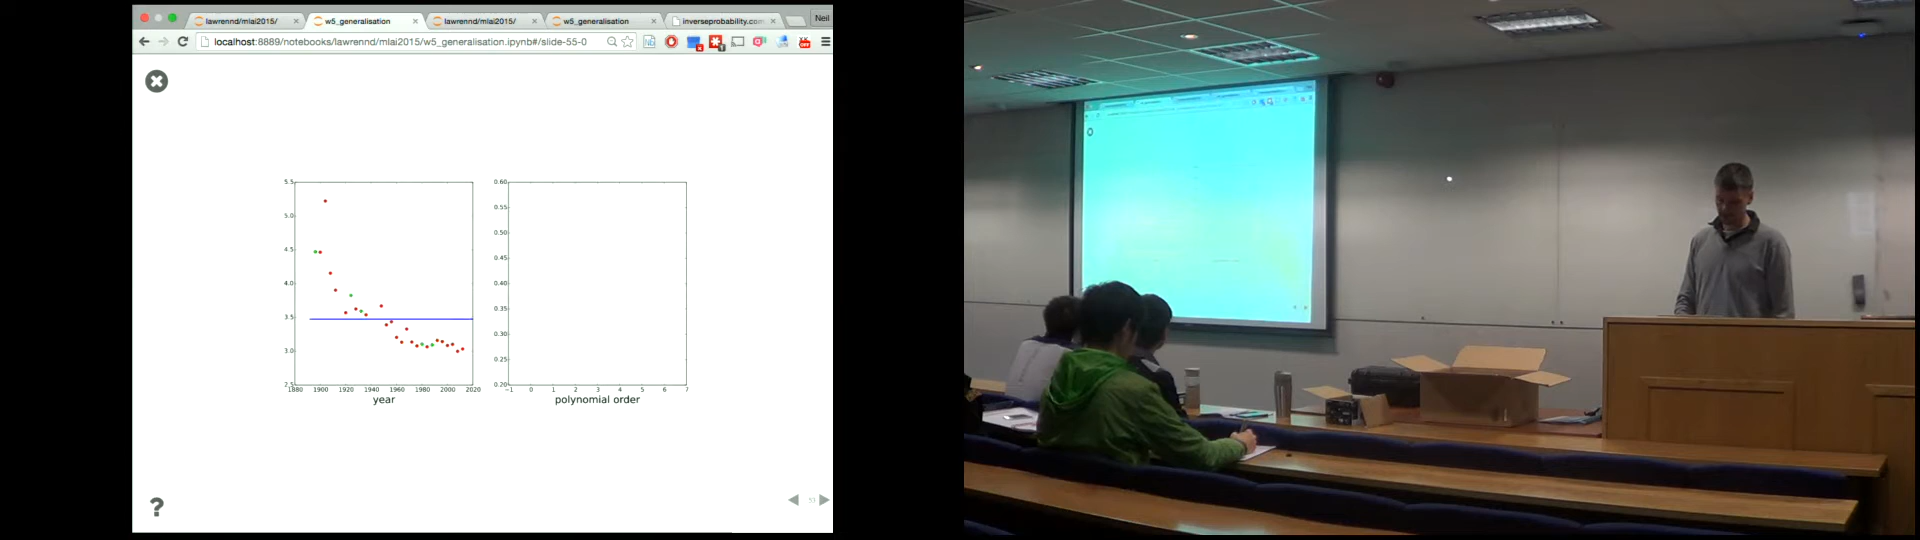 lawrennd/mlai2015/ w5_generalisation lawrennd/mlai2015/ w5_generalisation inverseprobability.com Neil
localhost:8889/notebooks/lawrennd/mlai2015/w5_generalisation.ipynb#/slide-55-0
OFF
5.5
5.0
4.5
4.0
3.5
3.0
2.5
1880 1900 1920 1940 1960 1980 2000 2020
year
0.60
0.55
0.50
0.45
0.40
0.35
0.30
0.25
0.20
−1 0 1 2 3 4 5 6 7
polynomial order
?
53